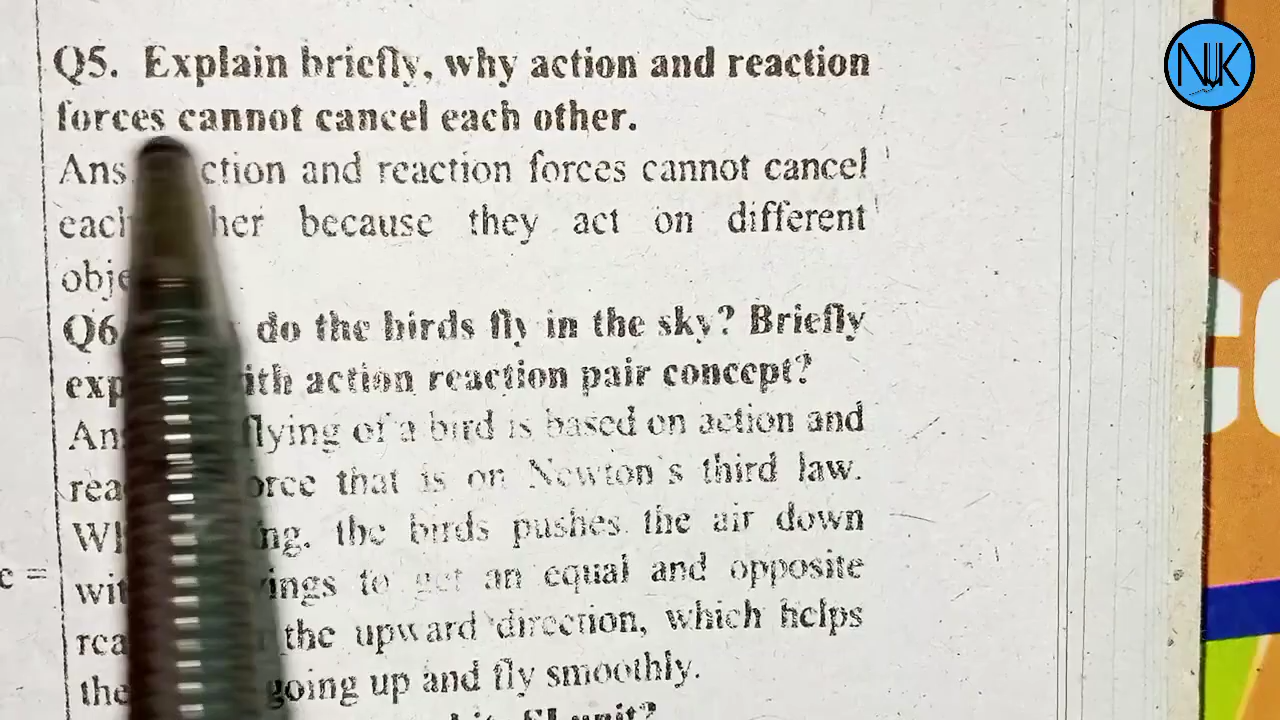 NJK
Q5. Explain briefly, why action and reaction
forces cannot cancel each other.
Ans ction and reaction forces cannot cancel
each her because they act on different
obje
Q6 do the birds fly in the sky? Briefly
exp ith action reaction pair concept?
An flying of a bird is based on action and
rea orce that is on Newton's third law.
W ng. the birds pushes the air down
wit ings to get an equal and opposite
c =
rea the upward direction, which helps
the going up and fly smoothly.
SI unit?
CO